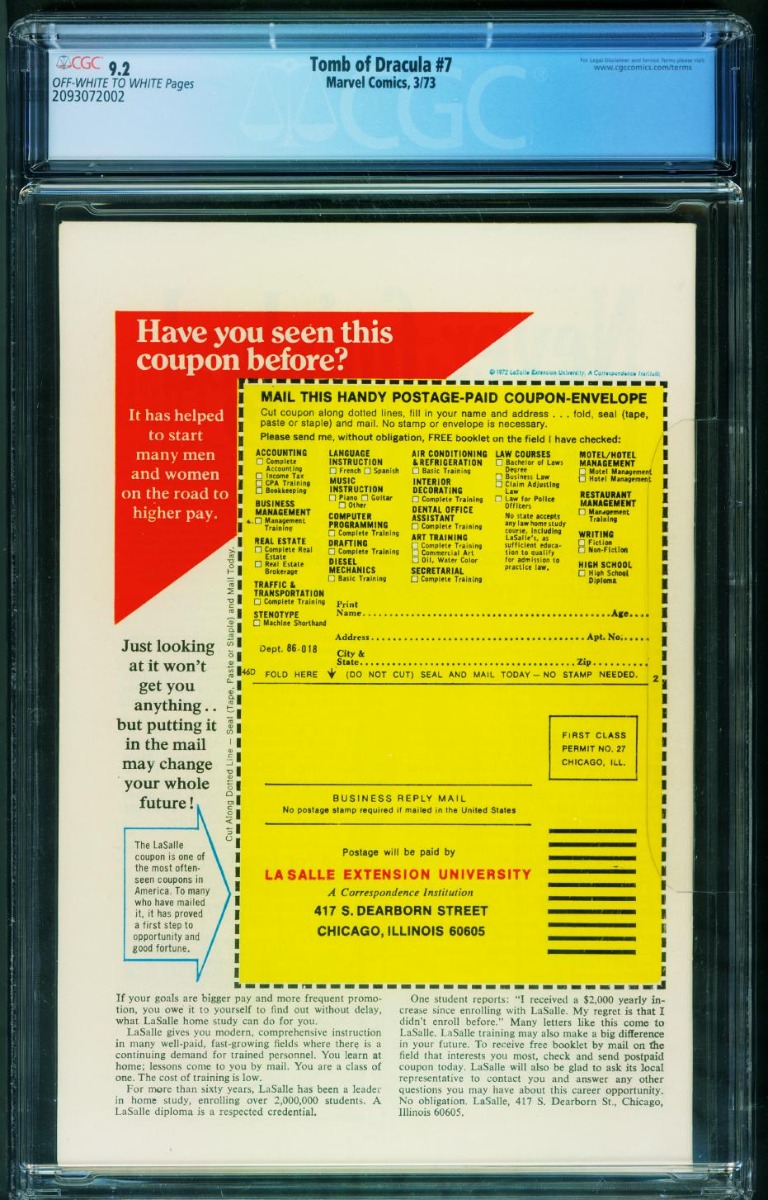 CGC 9.2
OFF-WHITE TO WHITE Pages
2093072002
Tomb of Dracula #7
Marvel Comics, 3/73
For Legal Disclaimer and Service Terms please visit:
www.cgccomics.com/terms
CGC
Have you seen this
coupon before?
It has helped
to start
many men
and women
on the road to
higher pay.
© 1972 LaSalle Extension University, A Correspondence Institution
MAIL THIS HANDY POSTAGE-PAID COUPON-ENVELOPE
Cut coupon along dotted lines, fill in your name and address . . . fold, seal (tape,
paste or staple) and mail. No stamp or envelope is necessary.
Please send me, without obligation, FREE booklet on the field I have checked:
ACCOUNTING
Complete
Accounting
Income Tax
CPA Training
Bookkeeping
BUSINESS
MANAGEMENT
Management
Training
REAL ESTATE
Complete Real
Estate
Real Estate
Brokerage
TRAFFIC &
TRANSPORTATION
Complete Training
STENOTYPE
Machine Shorthand
LANGUAGE
INSTRUCTION
French Spanish
MUSIC
INSTRUCTION
Piano Guitar
Other
COMPUTER
PROGRAMMING
Complete Training
DRAFTING
Complete Training
DIESEL
MECHANICS
Basic Training
AIR CONDITIONING
& REFRIGERATION
Basic Training
INTERIOR
DECORATING
Complete Training
DENTAL OFFICE
ASSISTANT
Complete Training
ART TRAINING
Complete Training
Commercial Art
Oil, Water Color
SECRETARIAL
Complete Training
LAW COURSES
Bachelor of Laws
Degree
Business Law
Claim Adjusting
Law
Law for Police
Officers
No state accepts
any law home study
course, including
LaSalle's, as
sufficient educa-
tion to qualify
for admission to
practice law.
MOTEL/HOTEL
MANAGEMENT
Motel Management
Hotel Management
RESTAURANT
MANAGEMENT
Management
Training
WRITING
Fiction
Non-Fiction
HIGH SCHOOL
High School
Diploma
Print
Name.......Age....
Address.......Apt. No.....
Dept. 86-018
City &
State.......Zip.......
46D FOLD HERE (DO NOT CUT) SEAL AND MAIL TODAY — NO STAMP NEEDED. 2
Cut Along Dotted Line — Seal (Tape, Paste or Staple) and Mail Today.
Just looking
at it won't
get you
anything . .
but putting it
in the mail
may change
your whole
future!
The LaSalle
coupon is one of
the most often-
seen coupons in
America. To many
who have mailed
it, it has proved
a first step to
opportunity and
good fortune.
FIRST CLASS
PERMIT NO. 27
CHICAGO, ILL.
BUSINESS REPLY MAIL
No postage stamp required if mailed in the United States
Postage will be paid by
LA SALLE EXTENSION UNIVERSITY
A Correspondence Institution
417 S. DEARBORN STREET
CHICAGO, ILLINOIS 60605
If your goals are bigger pay and more frequent promo-
tion, you owe it to yourself to find out without delay,
what LaSalle home study can do for you.
LaSalle gives you modern, comprehensive instruction
in many well-paid, fast-growing fields where there is a
continuing demand for trained personnel. You learn at
home; lessons come to you by mail. You are a class of
one. The cost of training is low.
For more than sixty years, LaSalle has been a leader
in home study, enrolling over 2,000,000 students. A
LaSalle diploma is a respected credential.
One student reports: "I received a $2,000 yearly in-
crease since enrolling with LaSalle. My regret is that I
didn't enroll before." Many letters like this come to
LaSalle. LaSalle training may also make a big difference
in your future. To receive free booklet by mail on the
field that interests you most, check and send postpaid
coupon today. LaSalle will also be glad to ask its local
representative to contact you and answer any other
questions you may have about this career opportunity.
No obligation. LaSalle, 417 S. Dearborn St., Chicago,
Illinois 60605.